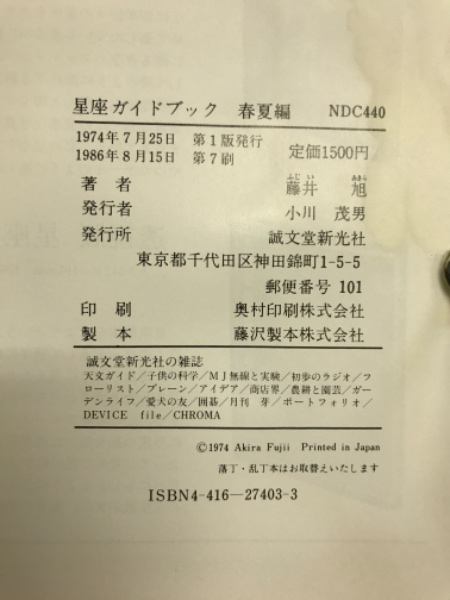 星座ガイドブック 春夏編 NDC440
1974年7月25日 第1版発行
1986年8月15日 第7刷 定価1500円
著者 藤井 旭
発行者 小川 茂男
発行所 誠文堂新光社
東京都千代田区神田錦町1-5-5
郵便番号 101
印刷 奥村印刷株式会社
製本 藤沢製本株式会社
誠文堂新光社の雑誌
天文ガイド/子供の科学/MJ無線と実験/初歩のラジオ/フ
ローリスト/ブレーン/アイデア/商店界/農耕と園芸/ガー
デンライフ/愛犬の友/囲碁/月刊 芽/ポートフォリオ/
DEVICE file/CHROMA
©1974 Akira Fujii Printed in Japan
落丁・乱丁本はお取替えいたします
ISBN4-416-27403-3